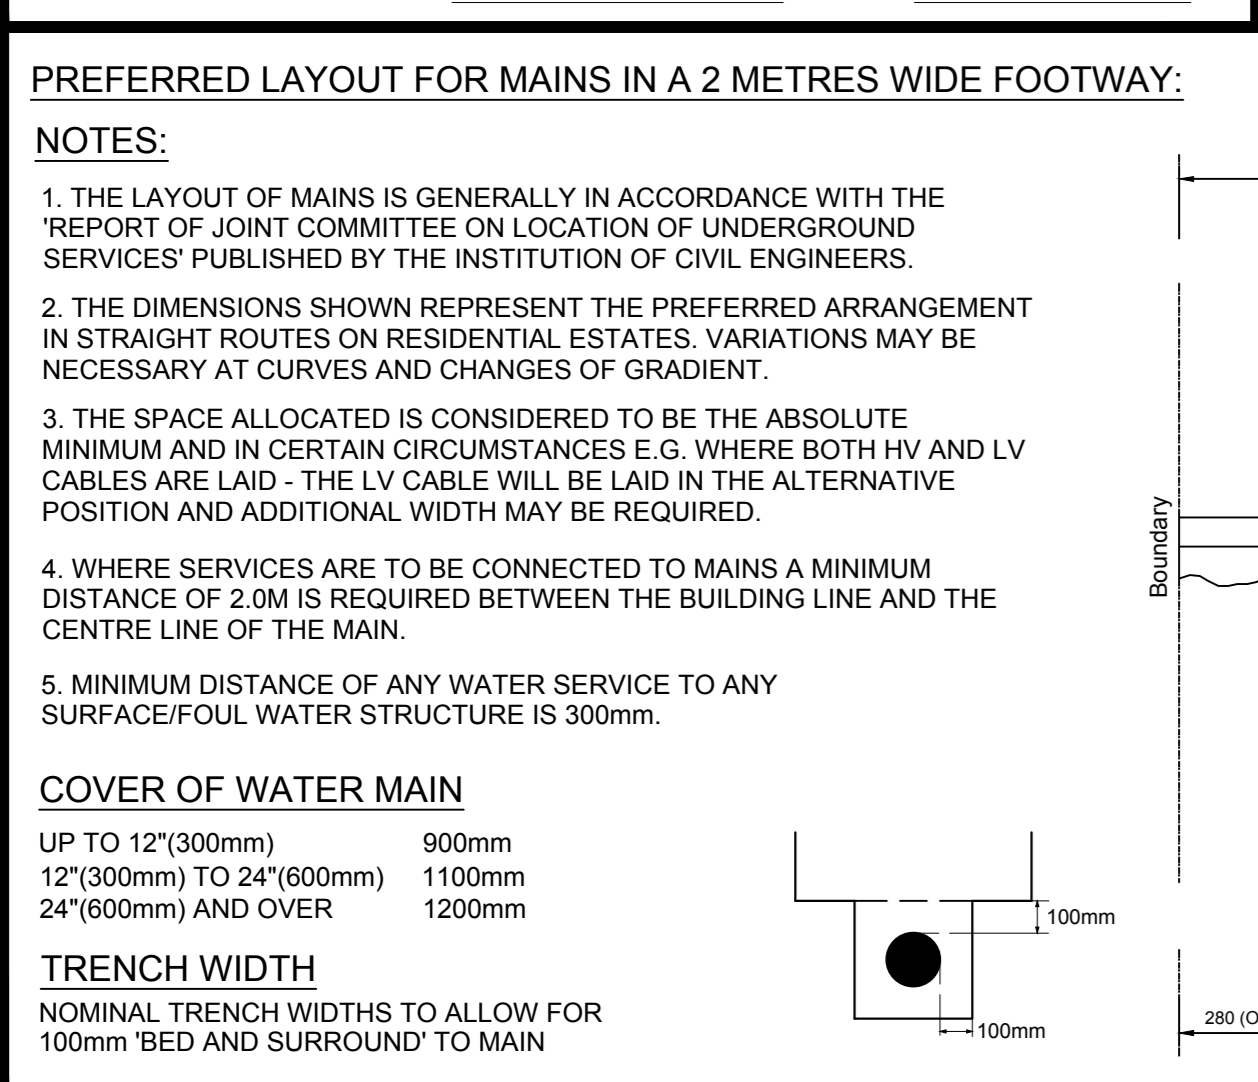 PREFERRED LAYOUT FOR MAINS IN A 2 METRES WIDE FOOTWAY:
NOTES:
1. THE LAYOUT OF MAINS IS GENERALLY IN ACCORDANCE WITH THE
'REPORT OF JOINT COMMITTEE ON LOCATION OF UNDERGROUND
SERVICES' PUBLISHED BY THE INSTITUTION OF CIVIL ENGINEERS.
2. THE DIMENSIONS SHOWN REPRESENT THE PREFERRED ARRANGEMENT
IN STRAIGHT ROUTES ON RESIDENTIAL ESTATES. VARIATIONS MAY BE
NECESSARY AT CURVES AND CHANGES OF GRADIENT.
3. THE SPACE ALLOCATED IS CONSIDERED TO BE THE ABSOLUTE
MINIMUM AND IN CERTAIN CIRCUMSTANCES E.G. WHERE BOTH HV AND LV
CABLES ARE LAID - THE LV CABLE WILL BE LAID IN THE ALTERNATIVE
POSITION AND ADDITIONAL WIDTH MAY BE REQUIRED.
4. WHERE SERVICES ARE TO BE CONNECTED TO MAINS A MINIMUM
DISTANCE OF 2.0M IS REQUIRED BETWEEN THE BUILDING LINE AND THE
CENTRE LINE OF THE MAIN.
5. MINIMUM DISTANCE OF ANY WATER SERVICE TO ANY
SURFACE/FOUL WATER STRUCTURE IS 300mm.
COVER OF WATER MAIN
UP TO 12"(300mm) 900mm
12"(300mm) TO 24"(600mm) 1100mm
24"(600mm) AND OVER 1200mm
TRENCH WIDTH
NOMINAL TRENCH WIDTHS TO ALLOW FOR
100mm 'BED AND SURROUND' TO MAIN
100mm
100mm
Boundary
280 (O